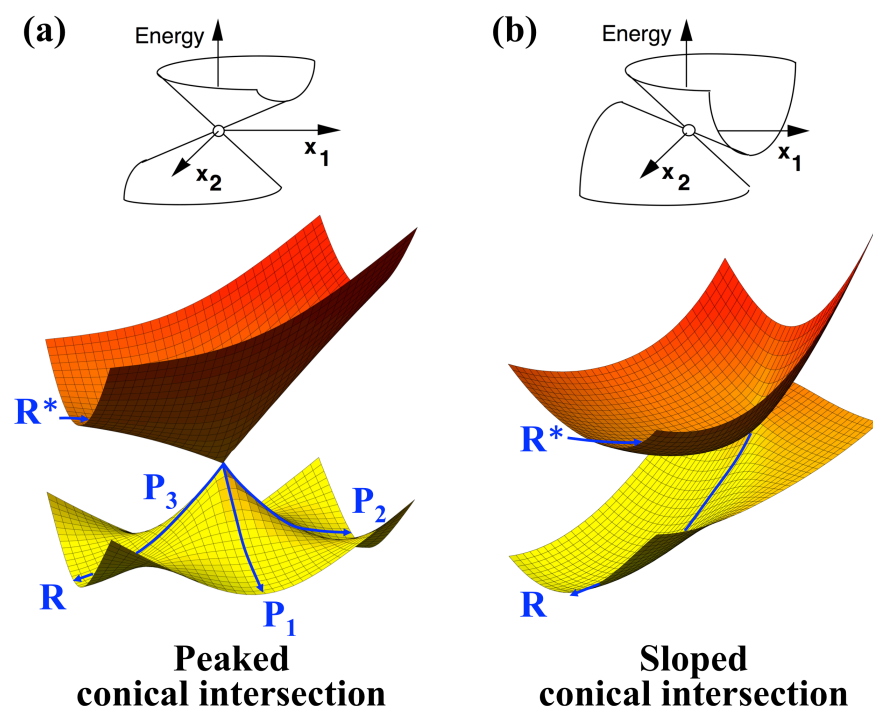 (a)
Energy
x1
x2
R*
P3
P2
R
P1
Peaked
conical intersection
(b)
Energy
x1
x2
R*
R
Sloped
conical intersection